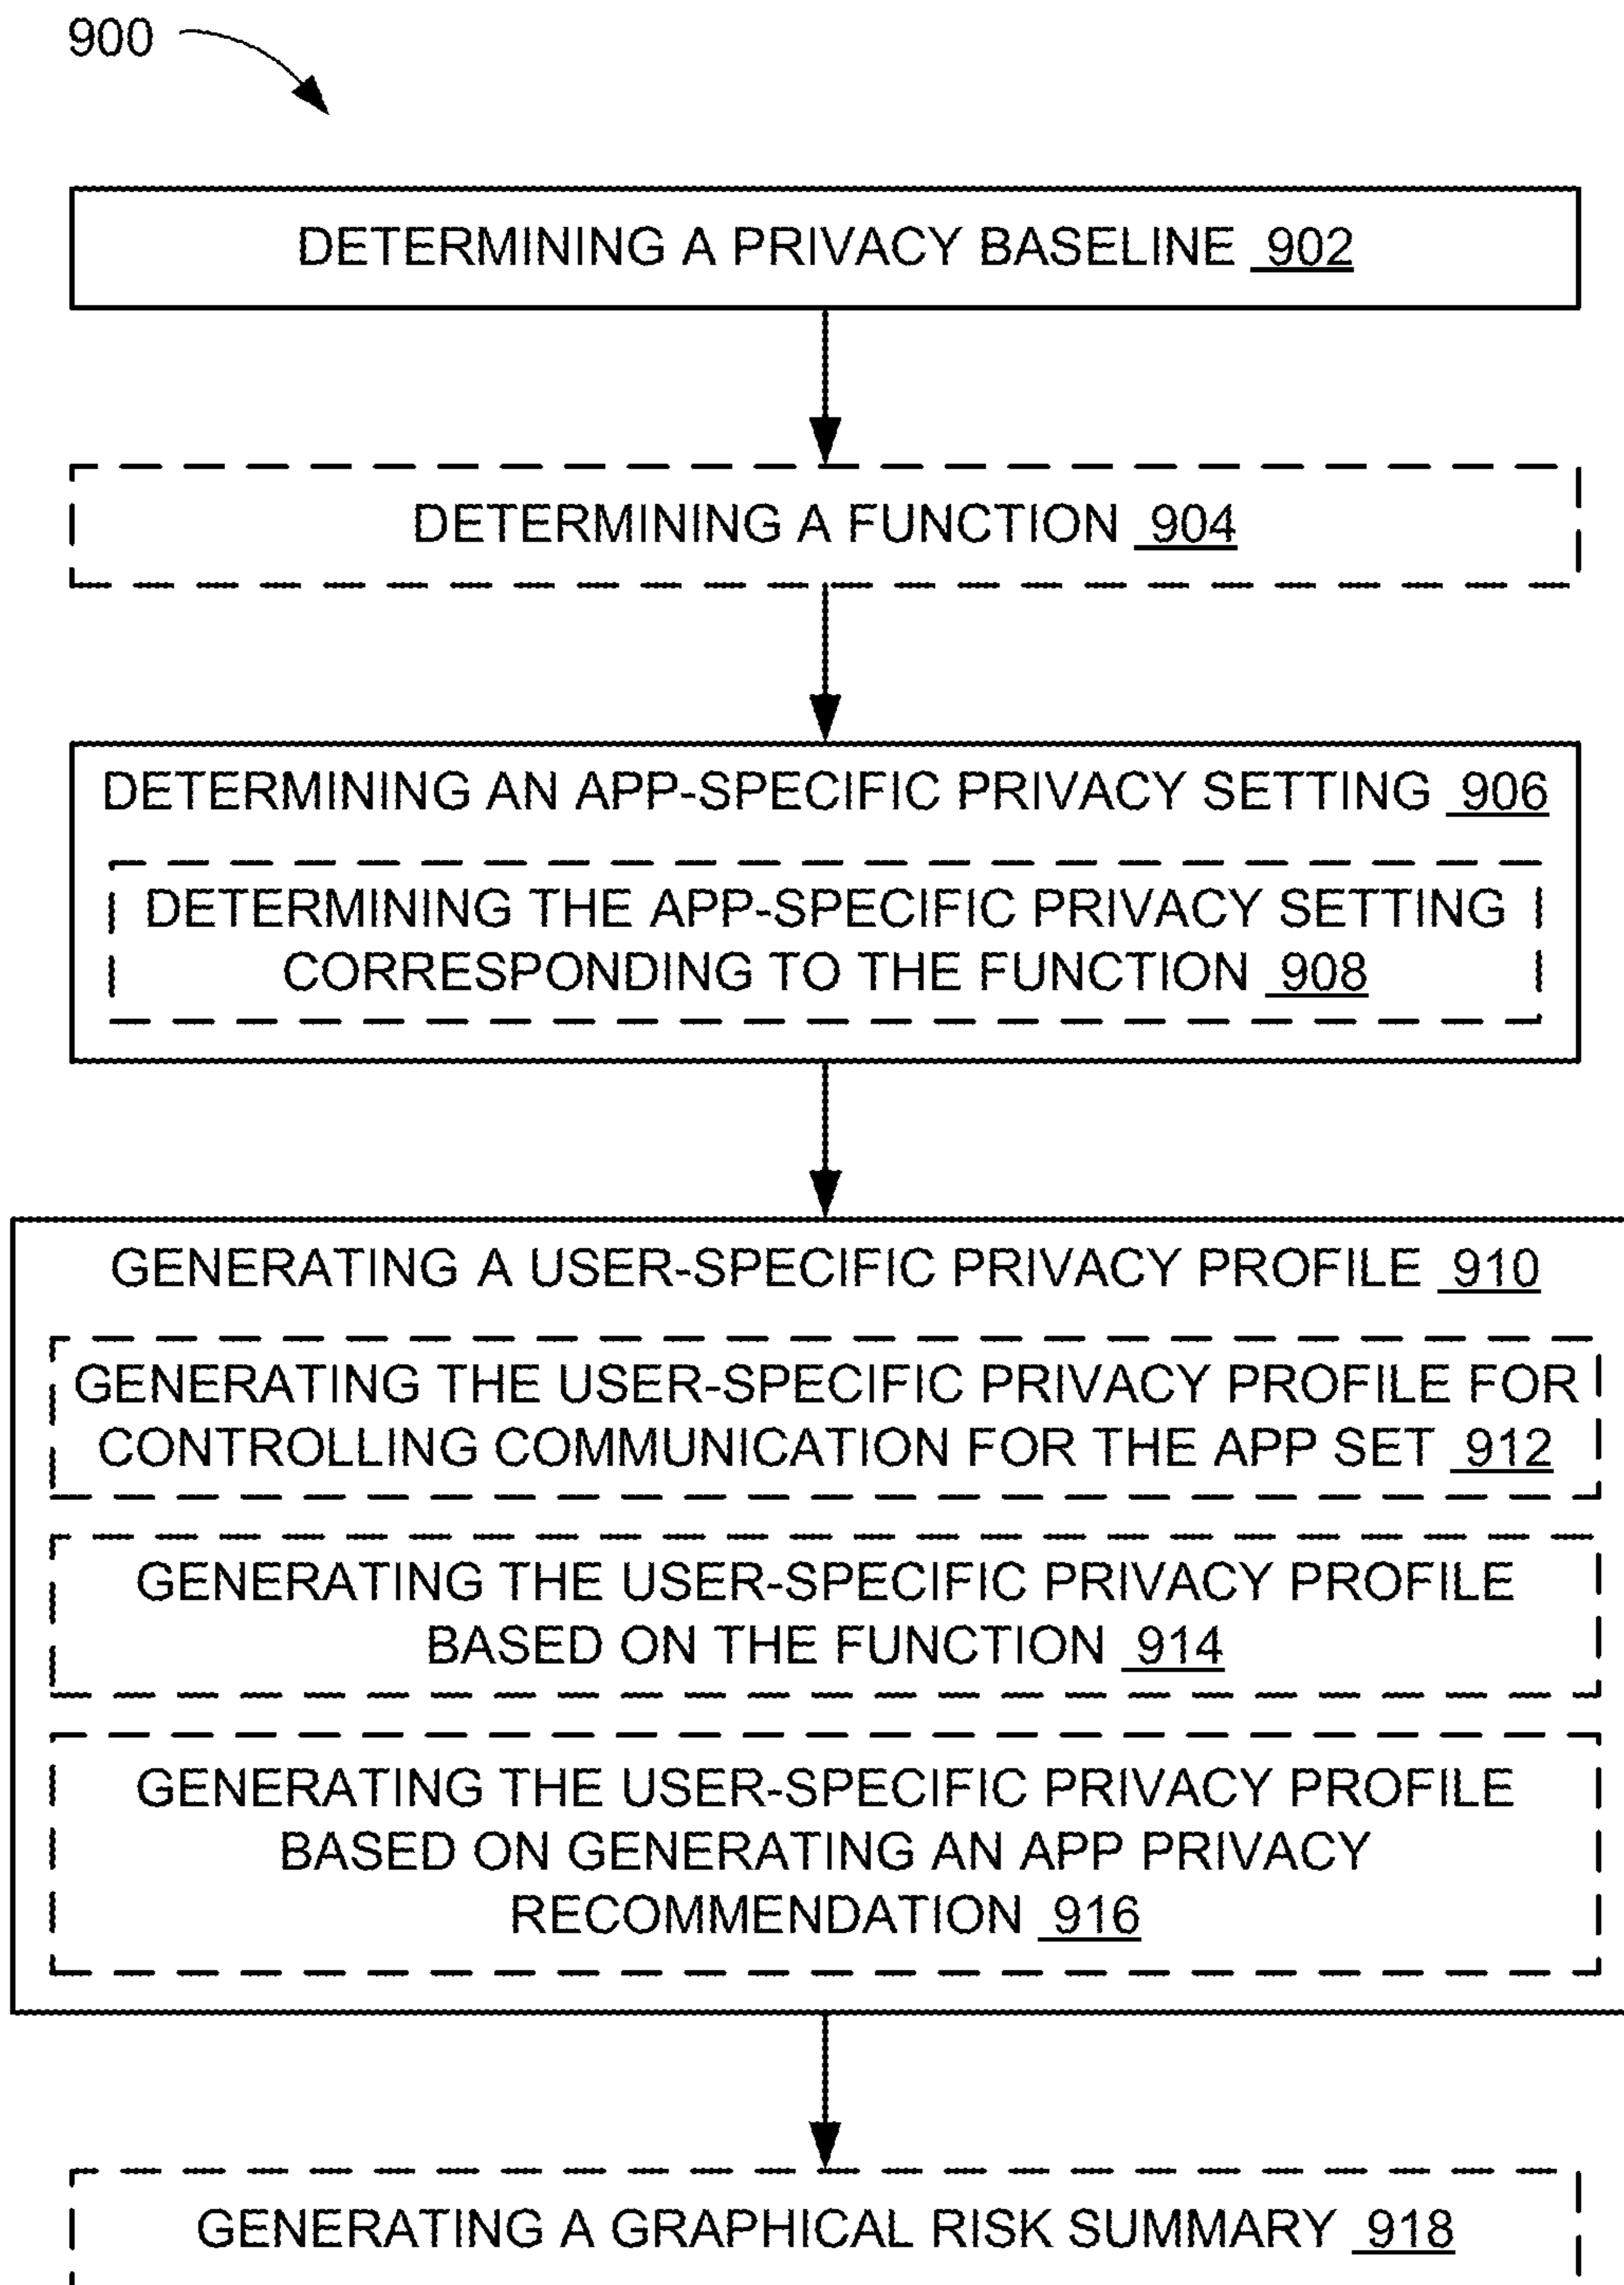 900
DETERMINING A PRIVACY BASELINE 902
DETERMINING A FUNCTION 904
DETERMINING AN APP-SPECIFIC PRIVACY SETTING 906
DETERMINING THE APP-SPECIFIC PRIVACY SETTING
CORRESPONDING TO THE FUNCTION 908
GENERATING A USER-SPECIFIC PRIVACY PROFILE 910
GENERATING THE USER-SPECIFIC PRIVACY PROFILE FOR
CONTROLLING COMMUNICATION FOR THE APP SET 912
GENERATING THE USER-SPECIFIC PRIVACY PROFILE
BASED ON THE FUNCTION 914
GENERATING THE USER-SPECIFIC PRIVACY PROFILE
BASED ON GENERATING AN APP PRIVACY
RECOMMENDATION 916
GENERATING A GRAPHICAL RISK SUMMARY 918